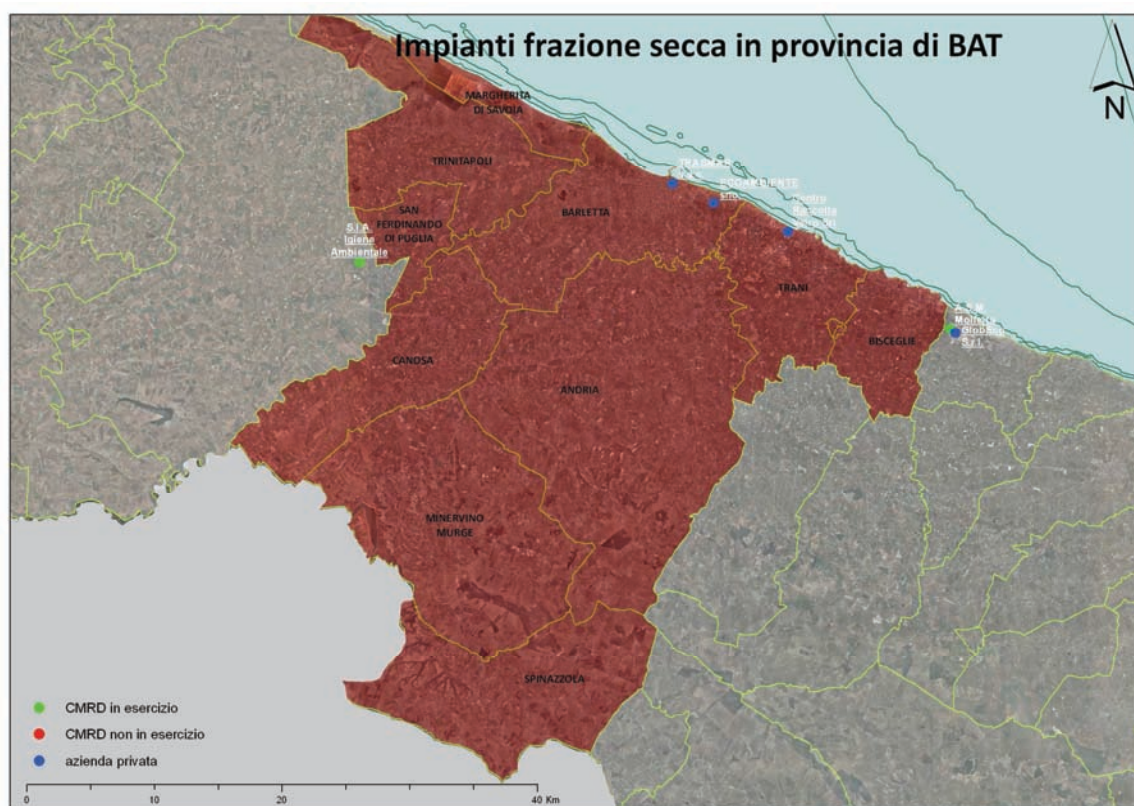 Impianti frazione secca in provincia di BAT
N
MARGHERITA
DI SAVOIA
TRINITAPOLI
SAN
FERDINANDO
DI PUGLIA
BARLETTA
S.I.A.
Igiene
Ambientale
Centro
Raccolta
TRANI
BISCEGLIE
S.r.l.
CANOSA
ANDRIA
MINERVINO
MURGE
SPINAZZOLA
CMRD in esercizio
CMRD non in esercizio
azienda privata
0 10 20 40 Km